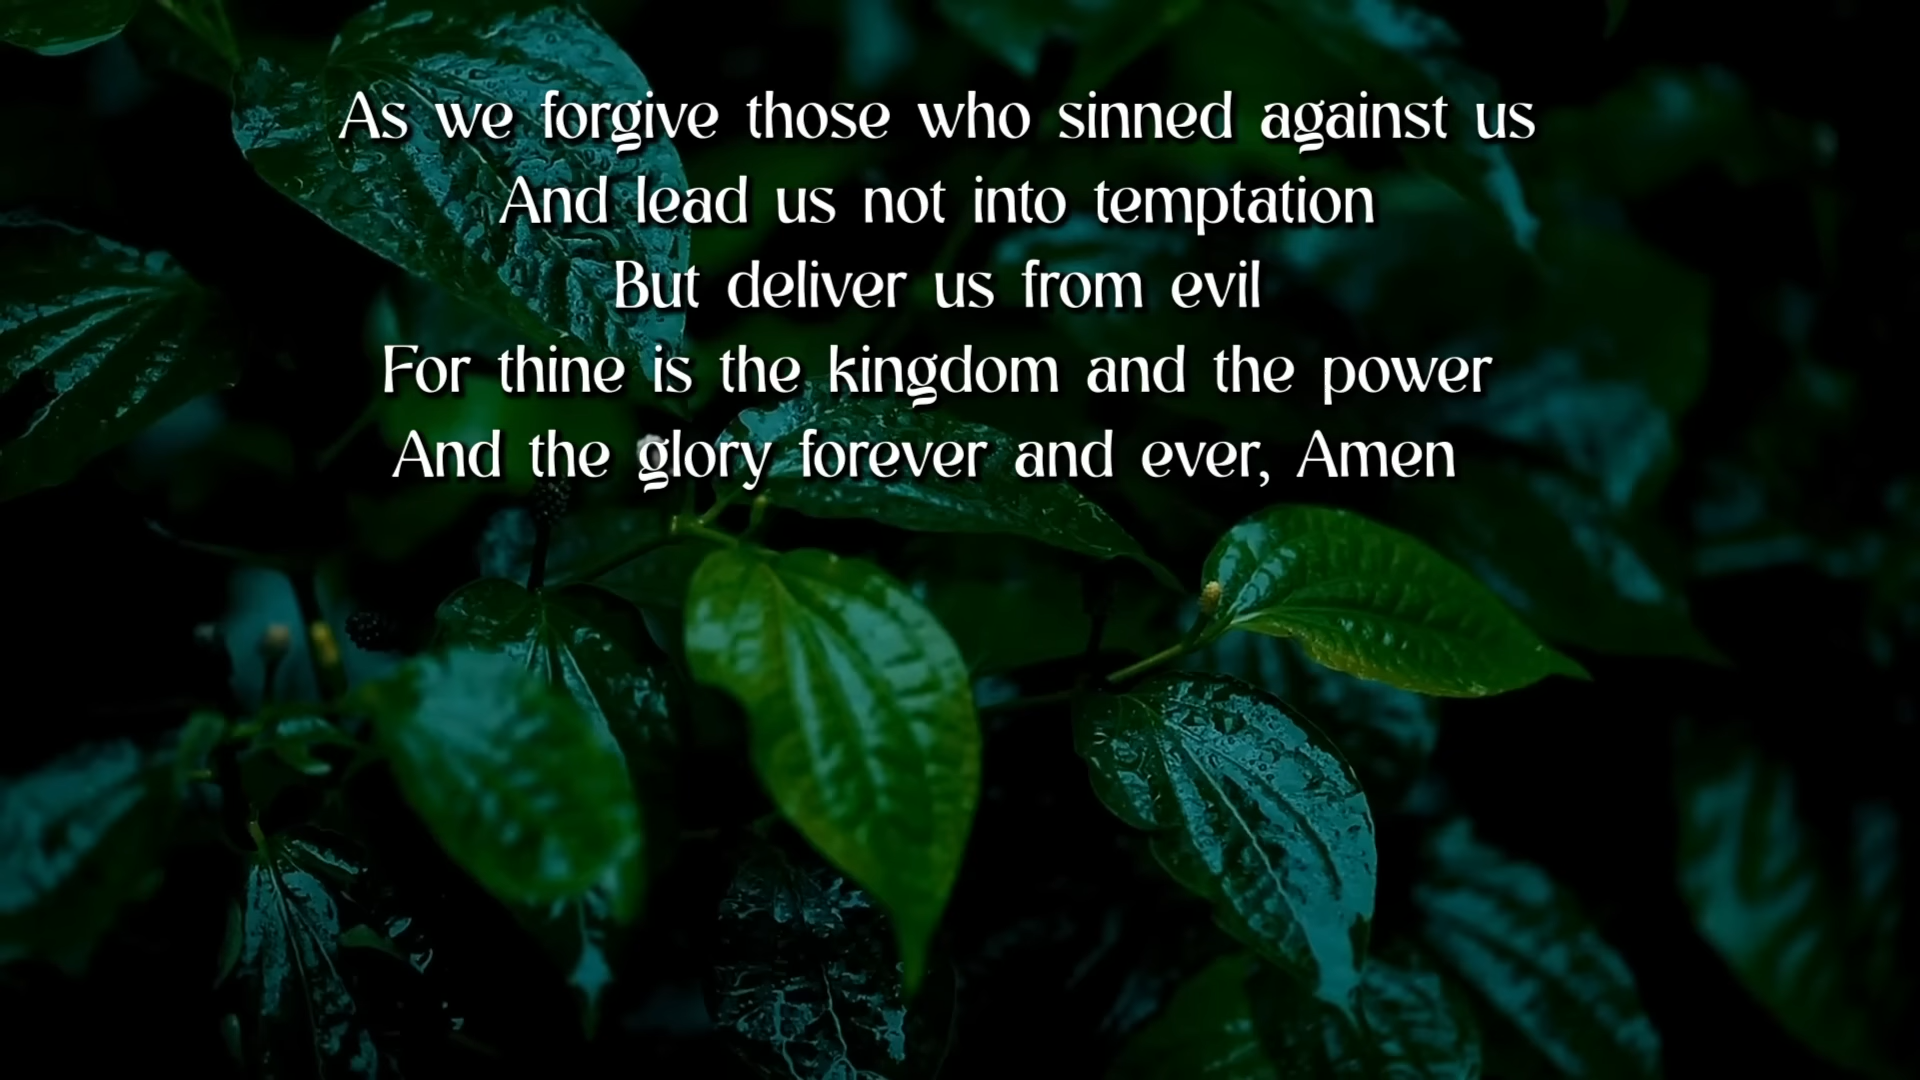 As we forgive those who sinned against us
And lead us not into temptation
But deliver us from evil
For thine is the kingdom and the power
And the glory forever and ever, Amen